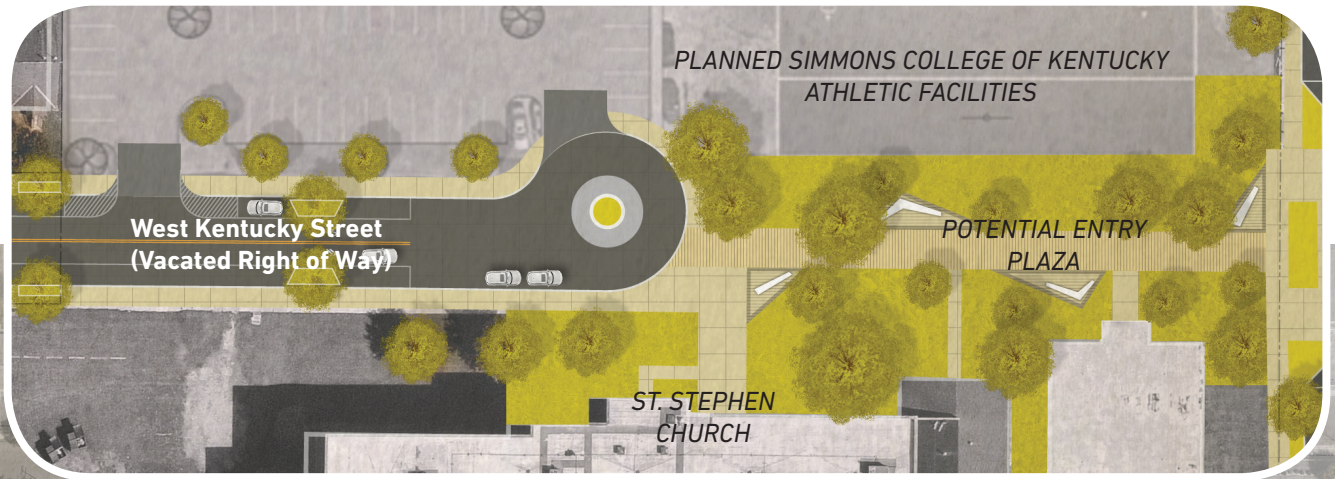 PLANNED SIMMONS COLLEGE OF KENTUCKY
ATHLETIC FACILITIES
West Kentucky Street
(Vacated Right of Way)
POTENTIAL ENTRY
PLAZA
ST. STEPHEN
CHURCH